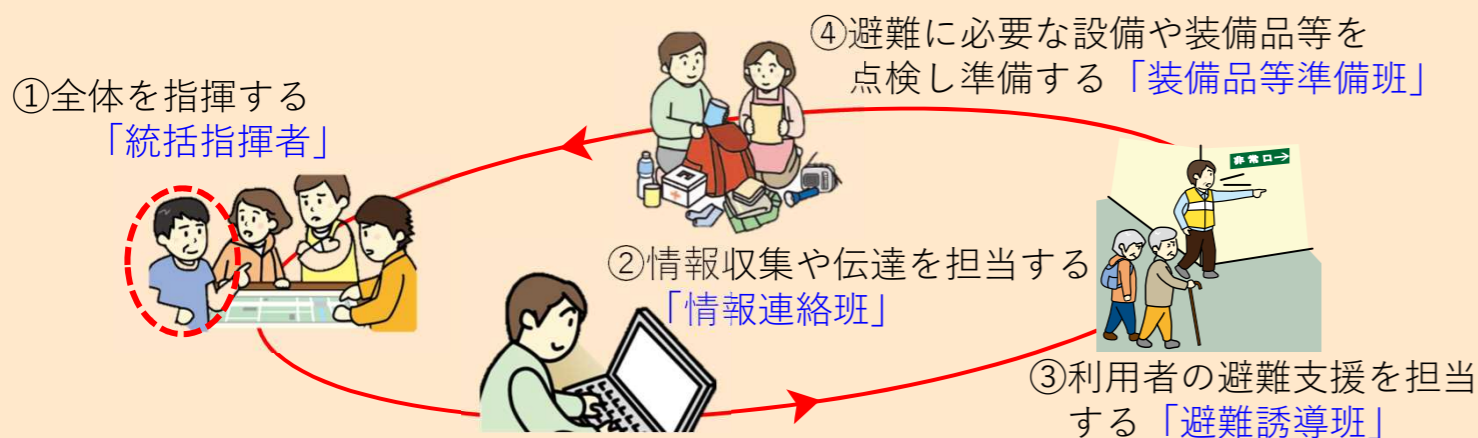 ①全体を指揮する
「統括指揮者」
②情報収集や伝達を担当する
「情報連絡班」
③利用者の避難支援を担当
する「避難誘導班」
④避難に必要な設備や装備品等を
点検し準備する「装備品等準備班」
非常口→